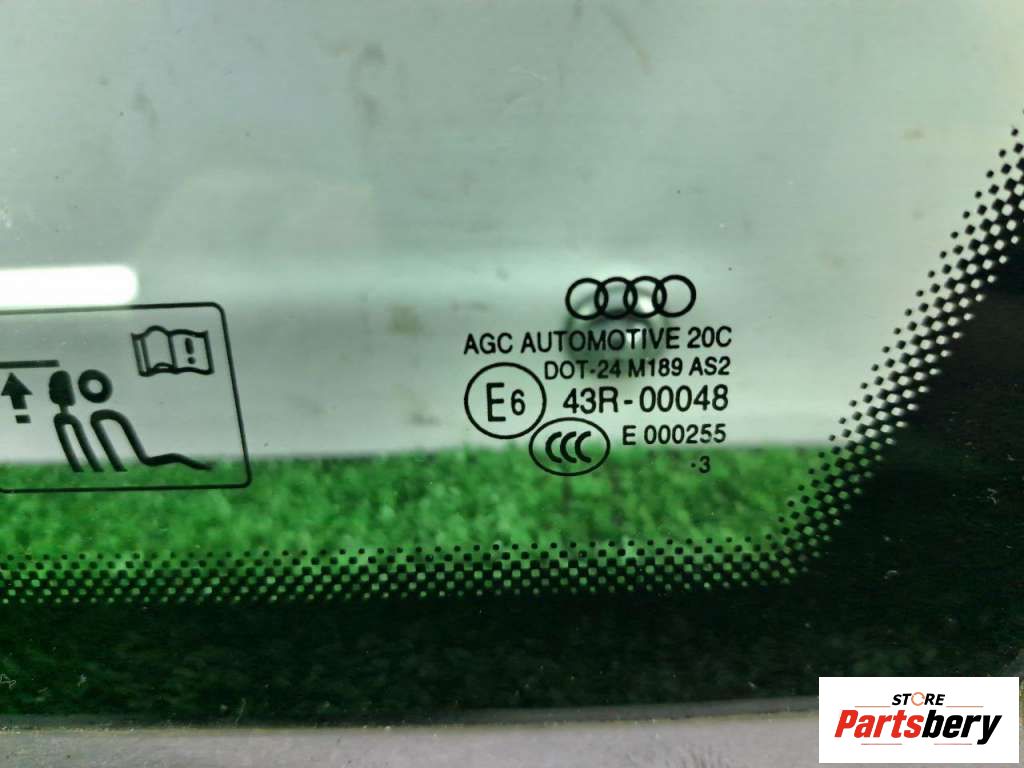 AGC AUTOMOTIVE 20C
DOT-24 M189 AS2
E6 43R-00048
CCC E 000255
·3
STORE
Partsbery